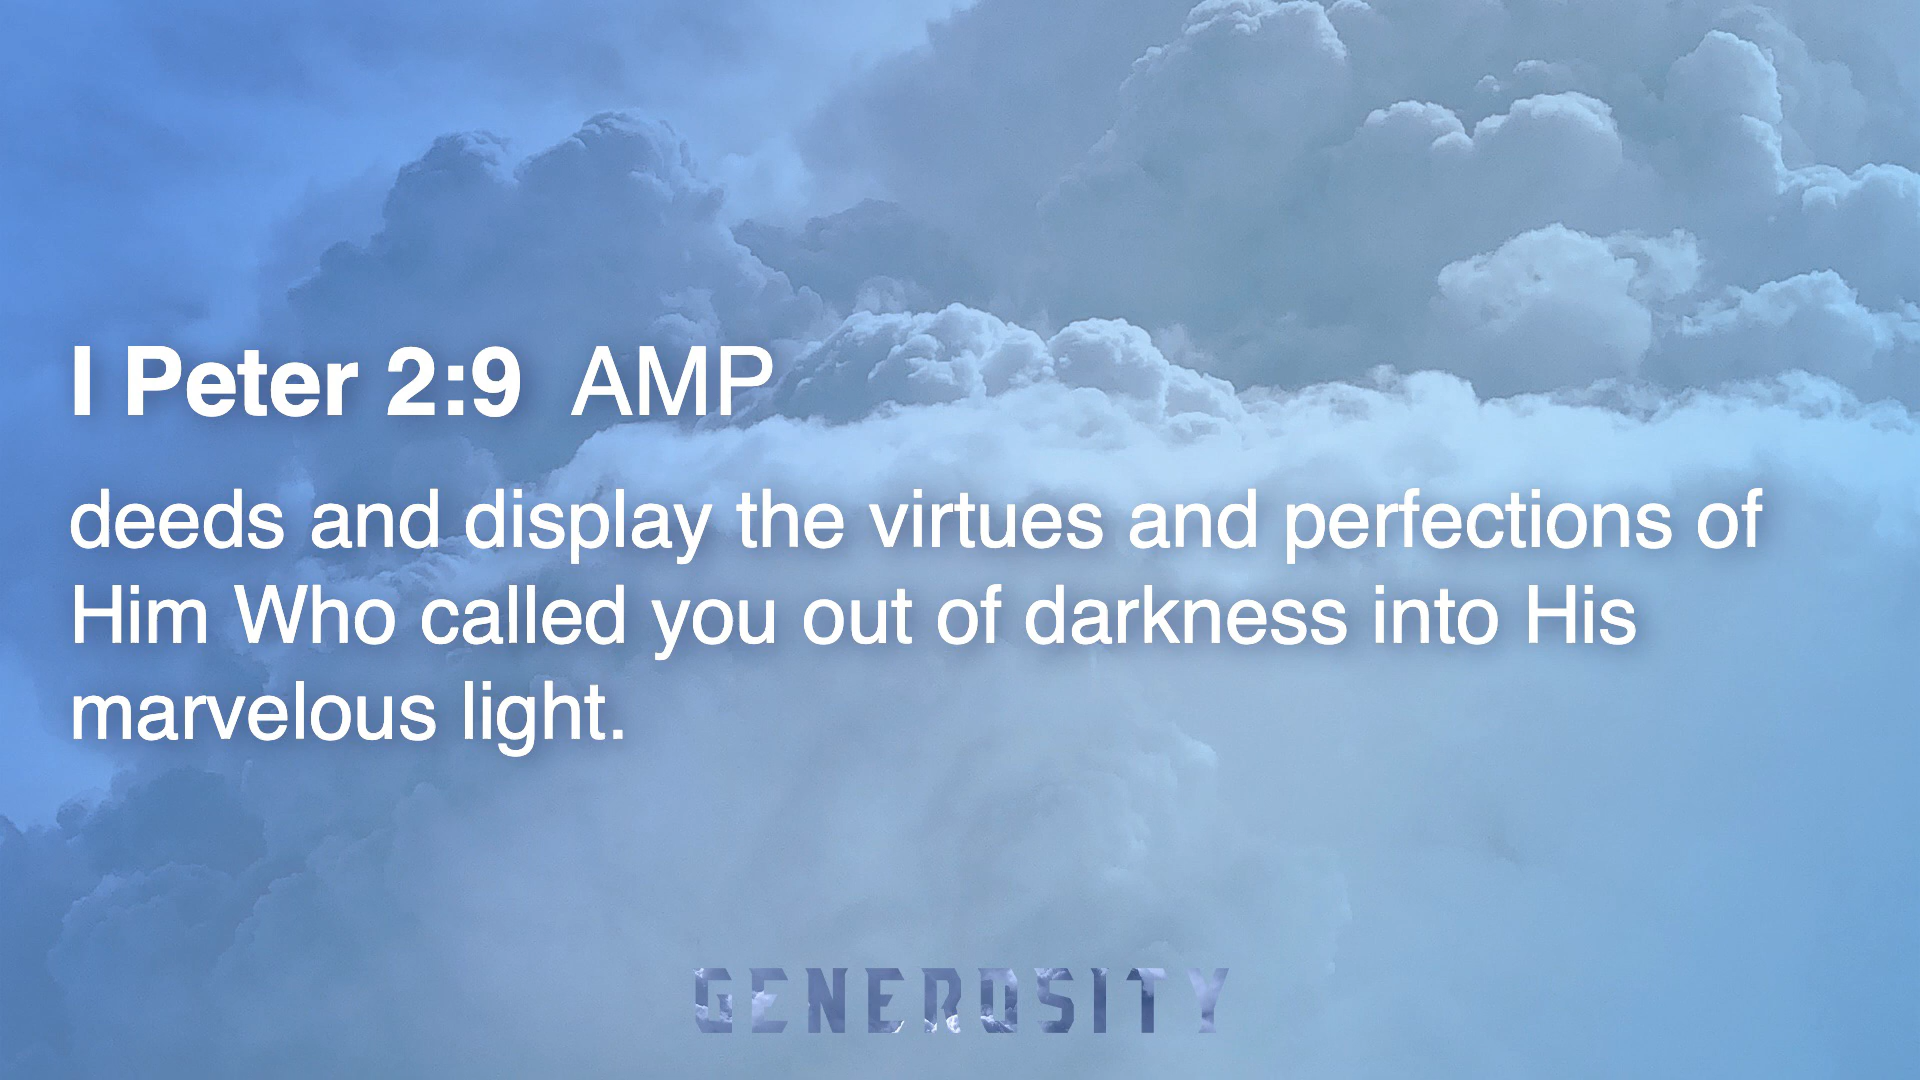 I Peter 2:9 AMP
deeds and display the virtues and perfections of
Him Who called you out of darkness into His
marvelous light.
GENEROSITY